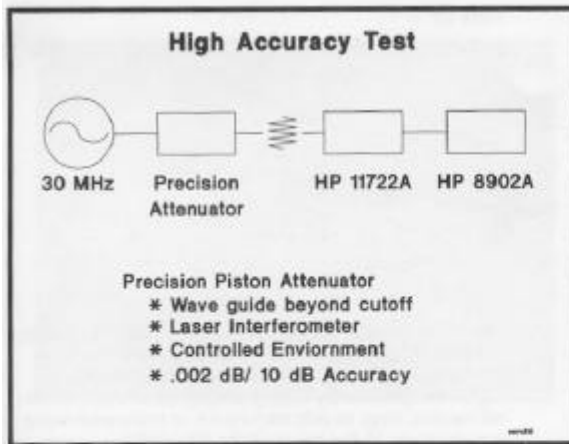 High Accuracy Test
30 MHz
Precision
Attenuator
HP 11722A
HP 8902A
Precision Piston Attenuator
* Wave guide beyond cutoff
* Laser Interferometer
* Controlled Enviornment
* .002 dB/ 10 dB Accuracy